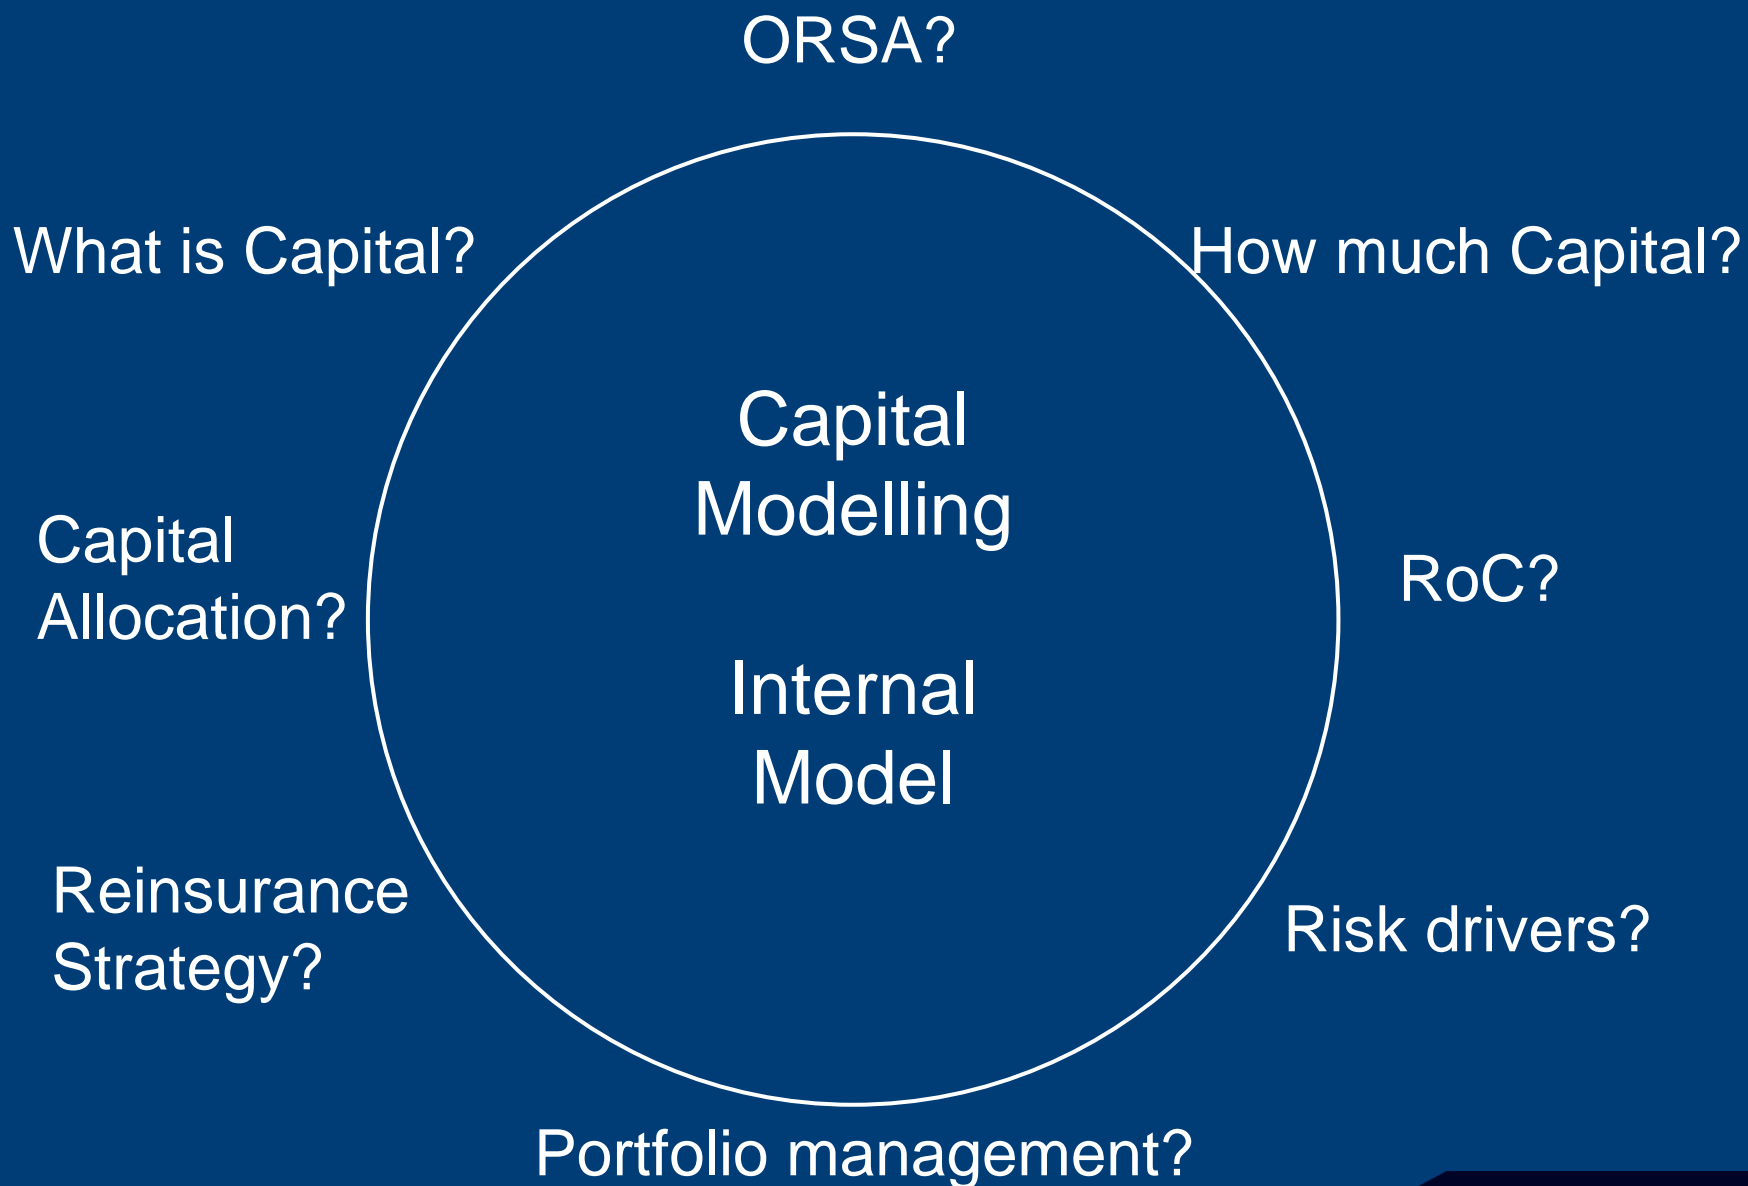 ORSA?
What is Capital?
How much Capital?
Capital
Modelling
Capital
Allocation?
RoC?
Internal
Model
Reinsurance
Strategy?
Risk drivers?
Portfolio management?